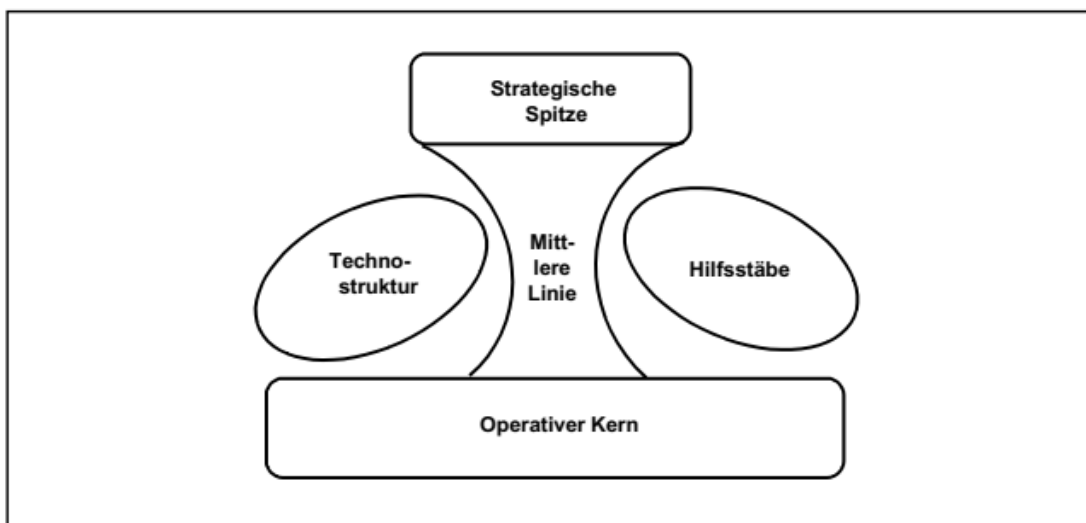 Strategische
Spitze
Techno-
struktur
Mitt-
lere
Linie
Hilfsstäbe
Operativer Kern